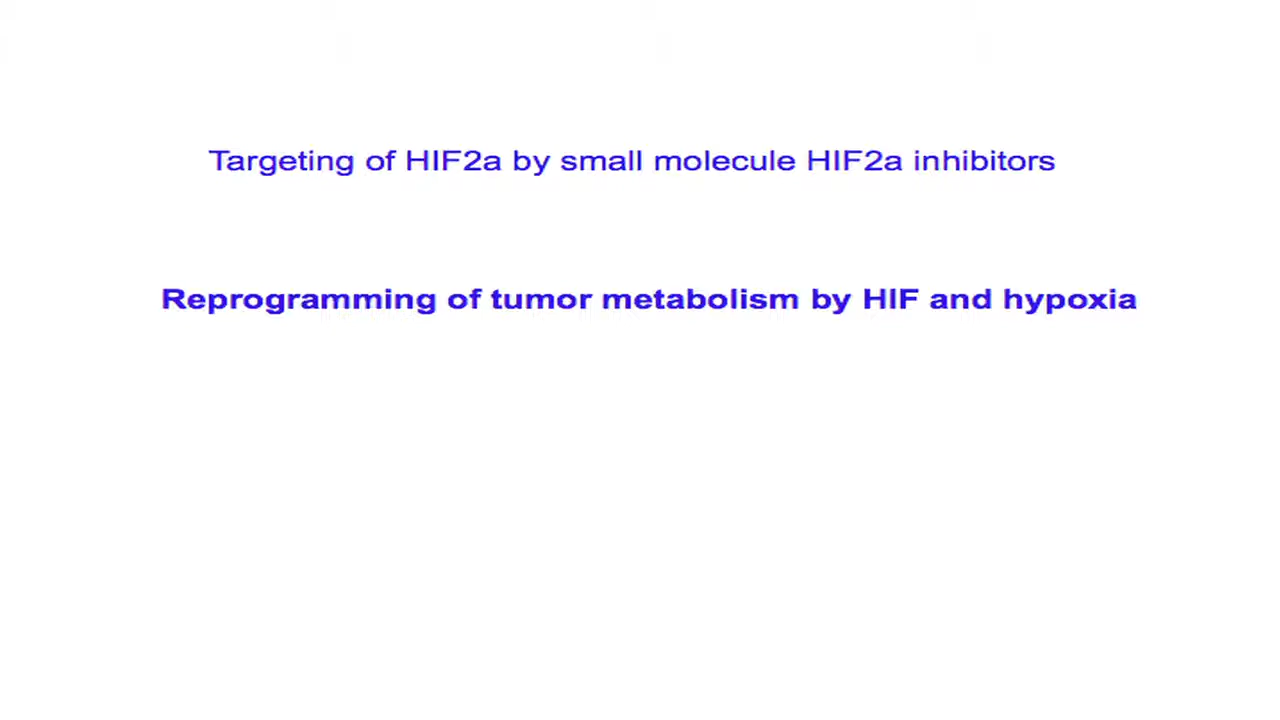 Targeting of HIF2a by small molecule HIF2a inhibitors
Reprogramming of tumor metabolism by HIF and hypoxia